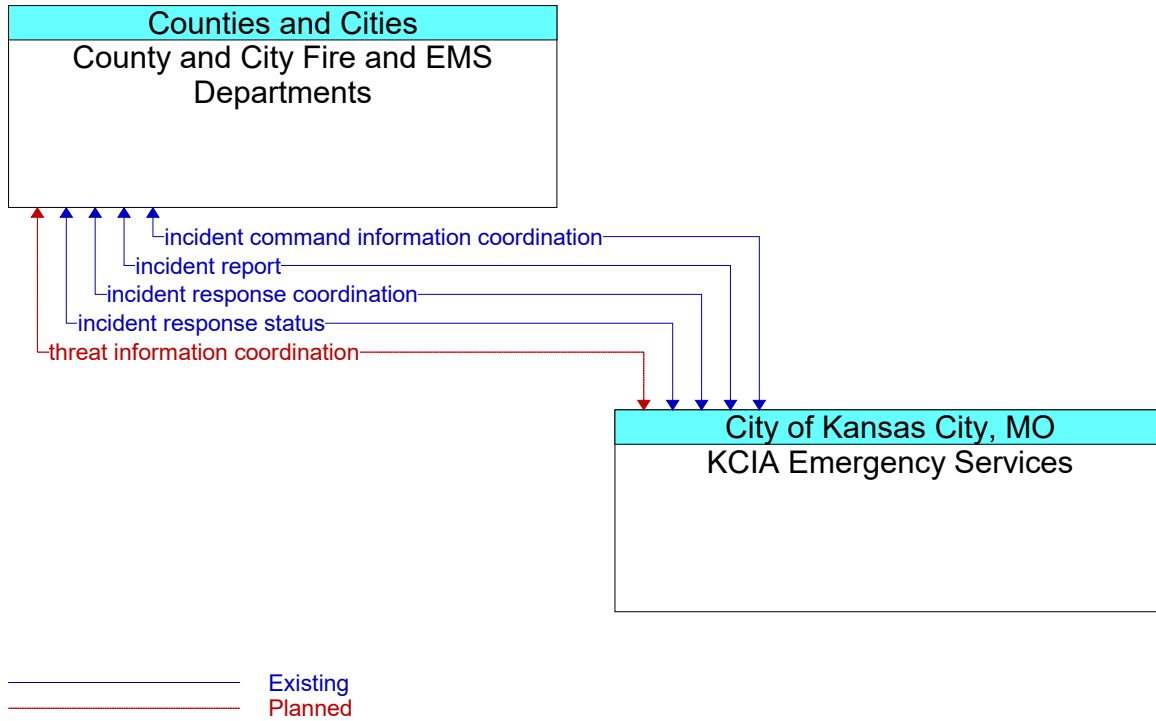 Counties and Cities
County and City Fire and EMS
Departments
incident command information coordination
incident report
incident response coordination
incident response status
threat information coordination
City of Kansas City, MO
KCIA Emergency Services
Existing
Planned